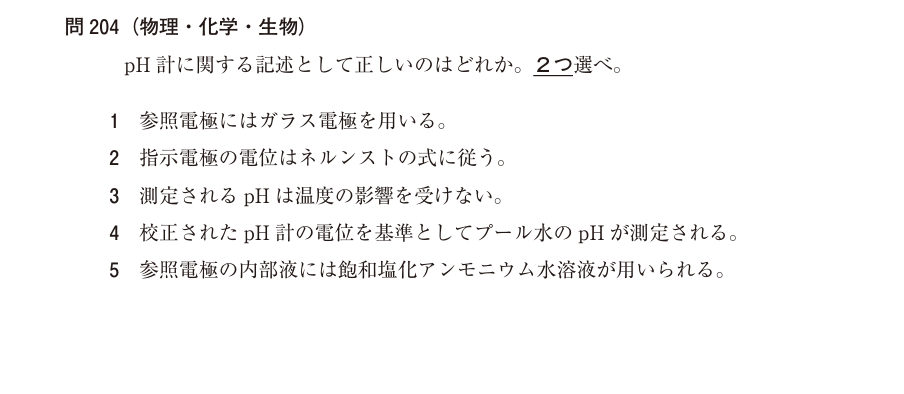 問 204（物理・化学・生物）
pH 計に関する記述として正しいのはどれか。２つ選べ。
1　参照電極にはガラス電極を用いる。
2　指示電極の電位はネルンストの式に従う。
3　測定される pH は温度の影響を受けない。
4　校正された pH 計の電位を基準としてプール水の pH が測定される。
5　参照電極の内部液には飽和塩化アンモニウム水溶液が用いられる。